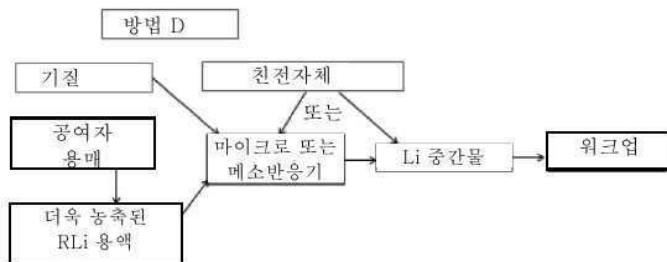 방법 D
기질
친전자체
또는
공여자
용매
마이크로 또는
메소반응기
Li 중간물
워크업
더욱 농축된
RLi 용액